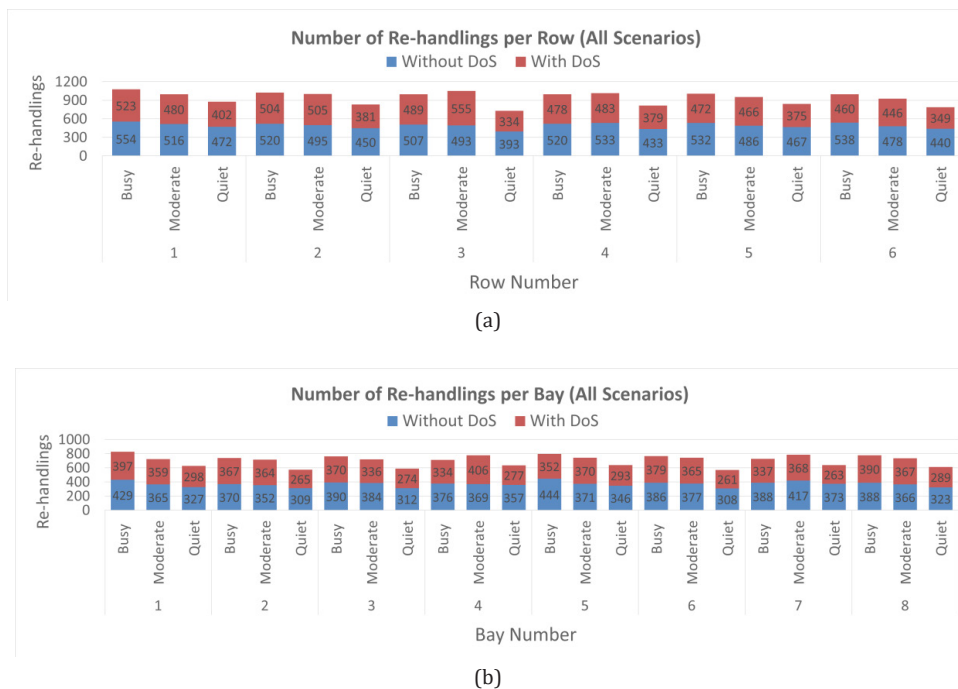 Number of Re-handlings per Row (All Scenarios)
Without DoS With DoS
1200
900
600
300
0
Re-handlings
523 480 402 504 505 381 489 555 334 478 483 379 472 466 375 460 446 349
554 516 472 520 495 450 507 493 393 520 533 433 532 486 467 538 478 440
Busy Moderate Quiet Busy Moderate Quiet Busy Moderate Quiet Busy Moderate Quiet Busy Moderate Quiet Busy Moderate Quiet
1 2 3 4 5 6
Row Number
(a)
Number of Re-handlings per Bay (All Scenarios)
Without DoS With DoS
1000
800
600
400
200
0
Re-handlings
397 359 298 367 364 265 370 336 274 334 406 277 352 370 293 379 365 261 337 368 263 390 367 289
429 365 327 370 352 309 390 384 312 376 369 357 444 371 346 386 377 308 388 417 373 388 366 323
Busy Moderate Quiet Busy Moderate Quiet Busy Moderate Quiet Busy Moderate Quiet Busy Moderate Quiet Busy Moderate Quiet Busy Moderate Quiet Busy Moderate Quiet
1 2 3 4 5 6 7 8
Bay Number
(b)